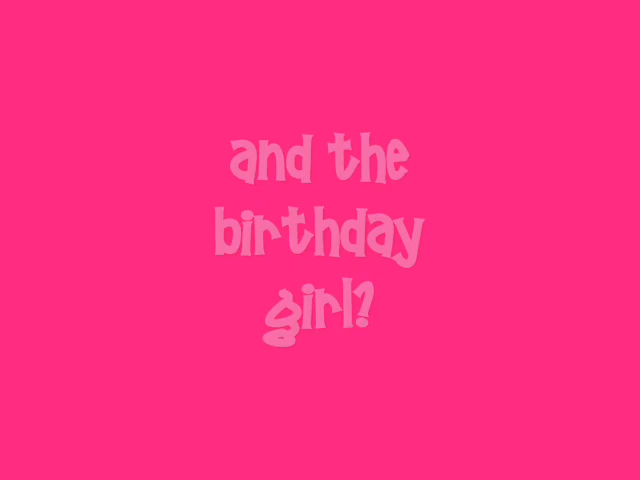 and the
birthday
girl?